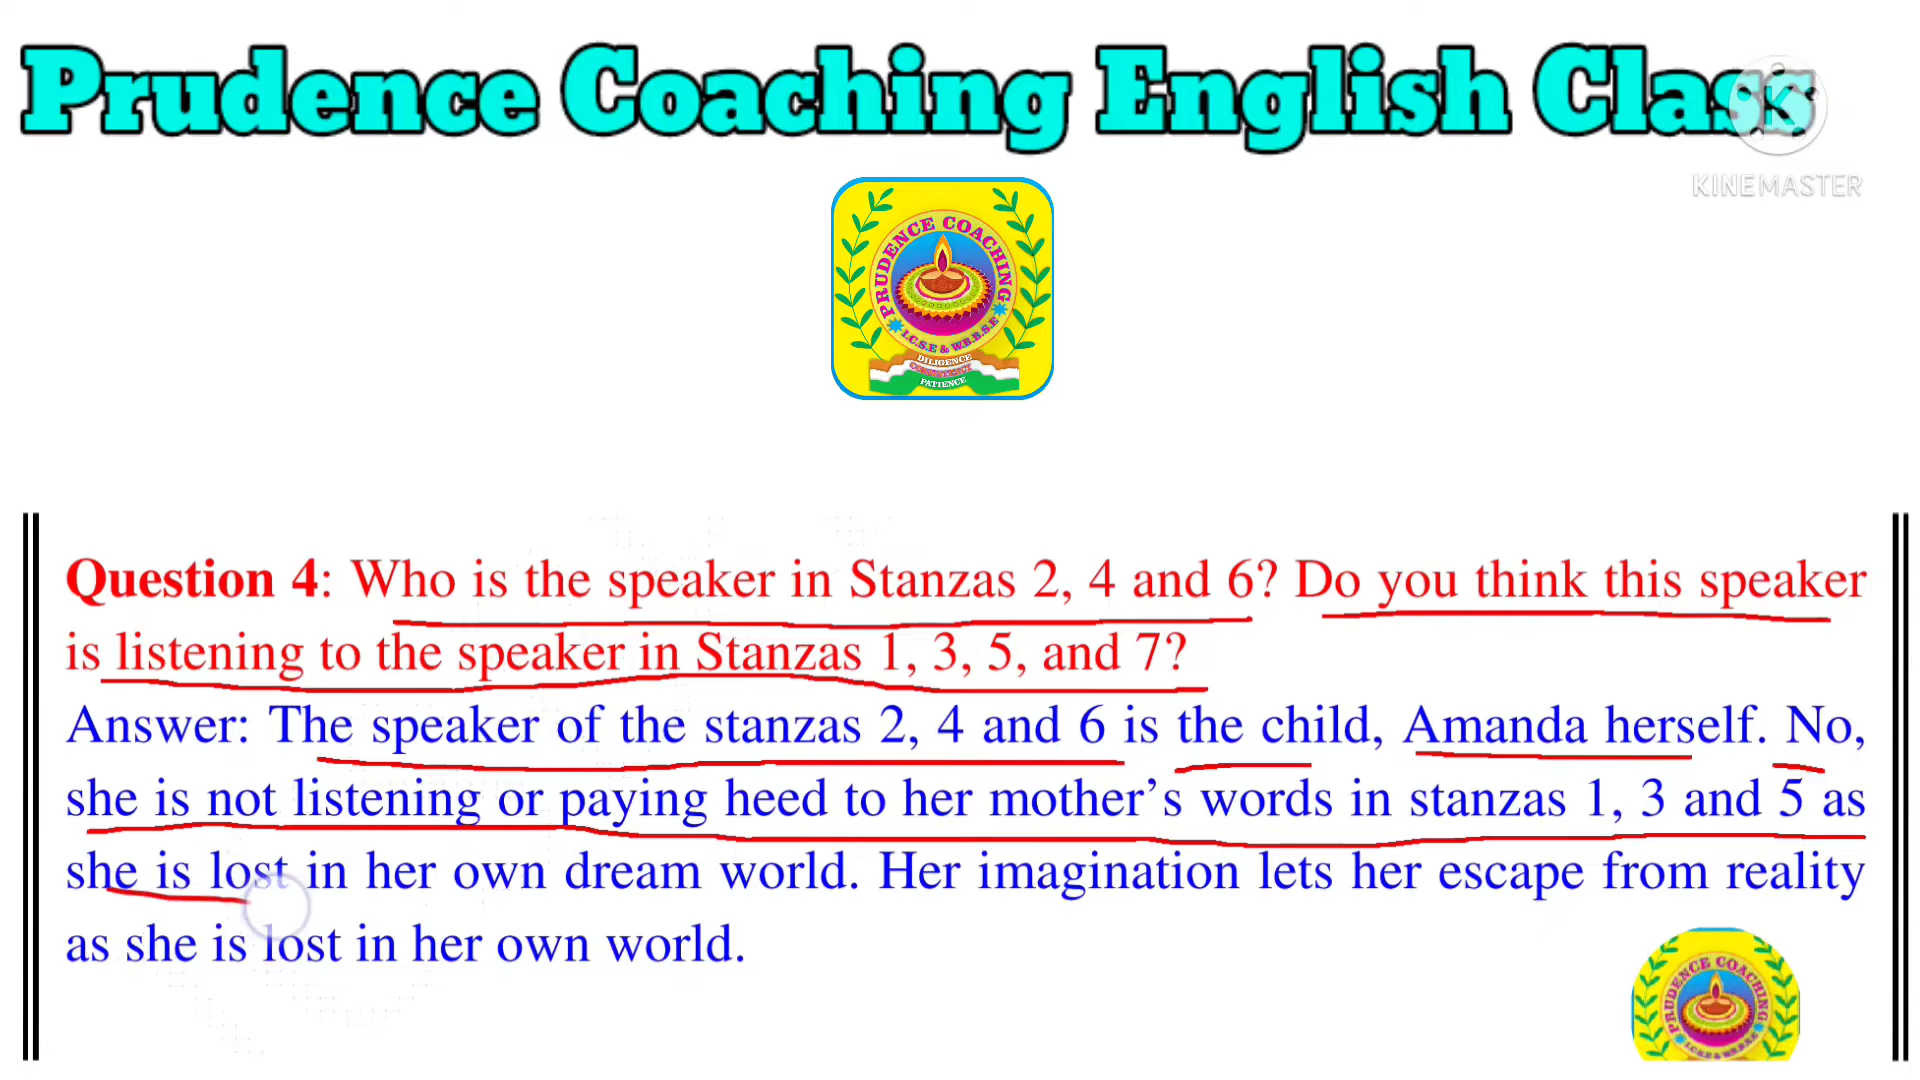 Prudence Coaching English Class
KINEMASTER
PRUDENCE COACHING
I.C.S.E & W.B.B.S.E
DILIGENCE
CONSISTENCY
PATIENCE
Question 4: Who is the speaker in Stanzas 2, 4 and 6? Do you think this speaker
is listening to the speaker in Stanzas 1, 3, 5, and 7?
Answer: The speaker of the stanzas 2, 4 and 6 is the child, Amanda herself. No,
she is not listening or paying heed to her mother’s words in stanzas 1, 3 and 5 as
she is lost in her own dream world. Her imagination lets her escape from reality
as she is lost in her own world.
PRUDENCE COACHING
I.C.S.E & W.B.B.S.E